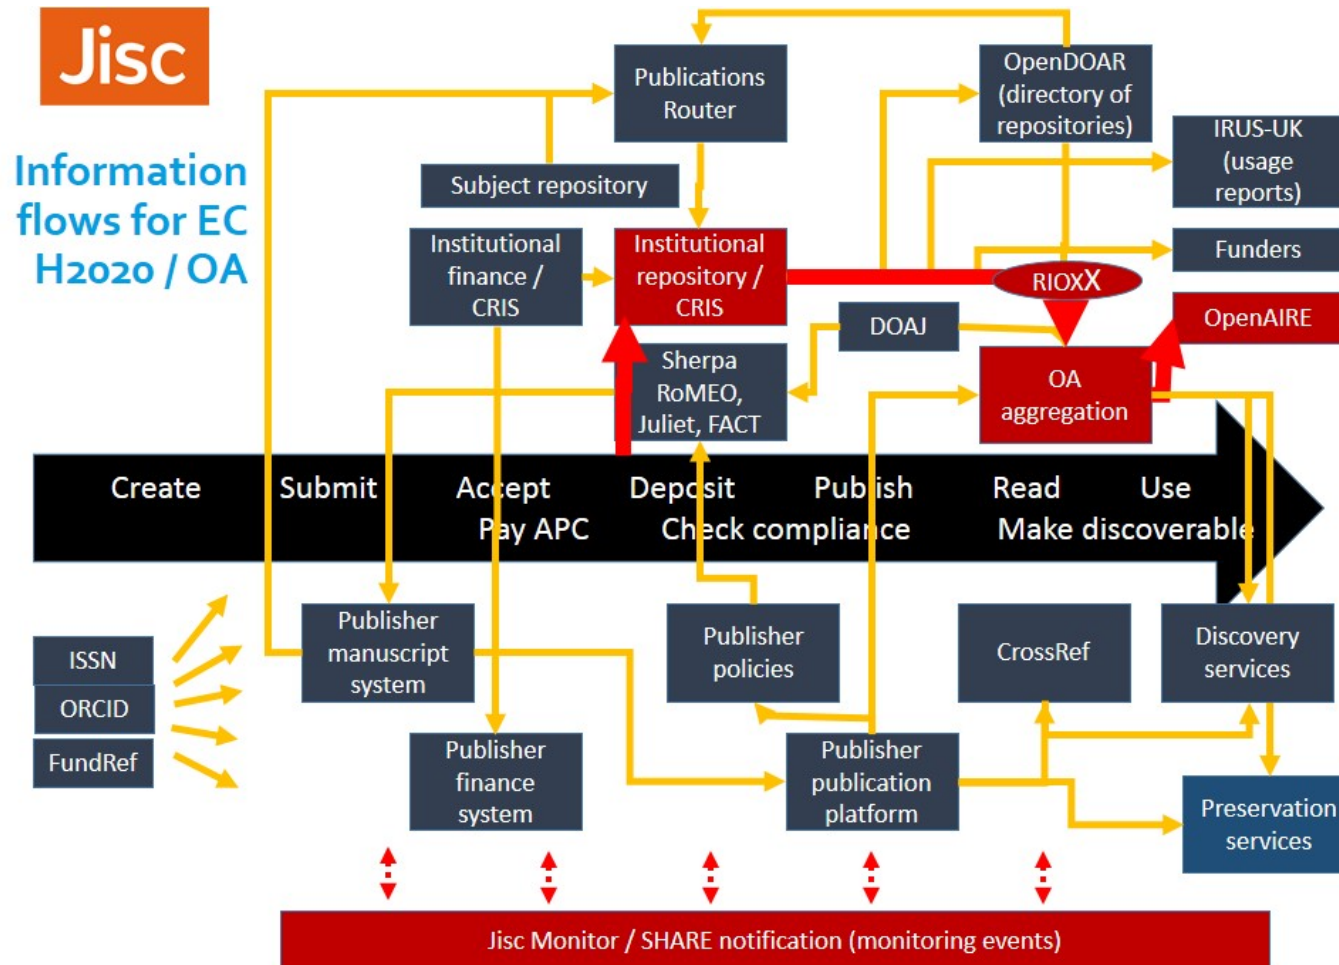 Jisc
Information
flows for EC
H2020 / OA
Publications
Router
OpenDOAR
(directory of
repositories)
IRUS-UK
(usage
reports)
Subject repository
Institutional
finance /
CRIS
Institutional
repository /
CRIS
Funders
RIOXX
DOAJ
OpenAIRE
Sherpa
RoMEO,
Juliet, FACT
OA
aggregation
Create Submit Accept Deposit Publish Read Use
Pay APC Check compliance Make discoverable
ISSN
ORCID
FundRef
Publisher
manuscript
system
Publisher
policies
CrossRef
Discovery
services
Publisher
finance
system
Publisher
publication
platform
Preservation
services
Jisc Monitor / SHARE notification (monitoring events)